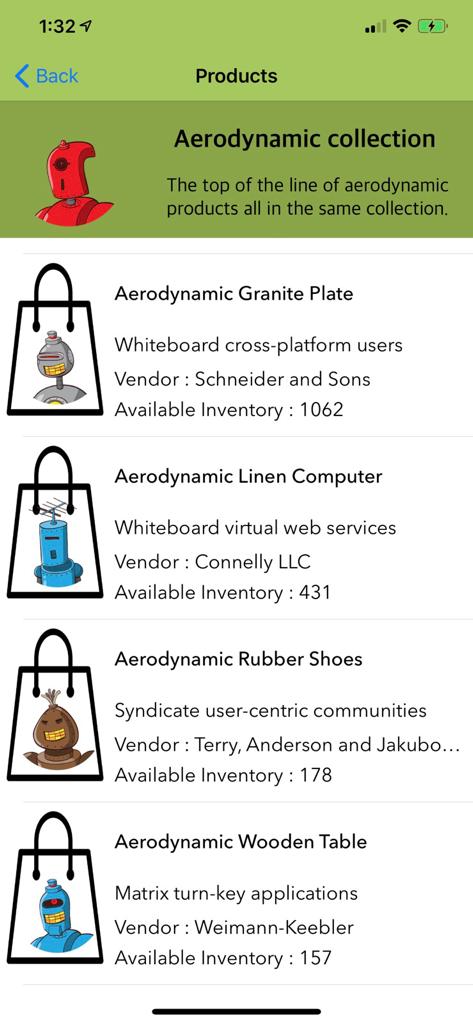 1:32
Back
Products
Aerodynamic collection
The top of the line of aerodynamic
products all in the same collection.
Aerodynamic Granite Plate
Whiteboard cross-platform users
Vendor : Schneider and Sons
Available Inventory : 1062
Aerodynamic Linen Computer
Whiteboard virtual web services
Vendor : Connelly LLC
Available Inventory : 431
Aerodynamic Rubber Shoes
Syndicate user-centric communities
Vendor : Terry, Anderson and Jakubo...
Available Inventory : 178
Aerodynamic Wooden Table
Matrix turn-key applications
Vendor : Weimann-Keebler
Available Inventory : 157